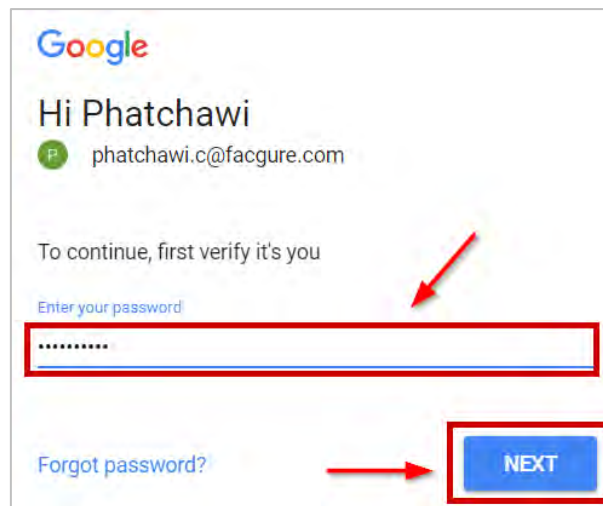 Google
Hi Phatchawi
P
phatchawi.c@facgure.com
To continue, first verify it's you
Enter your password
••••••••••
Forgot password?
NEXT